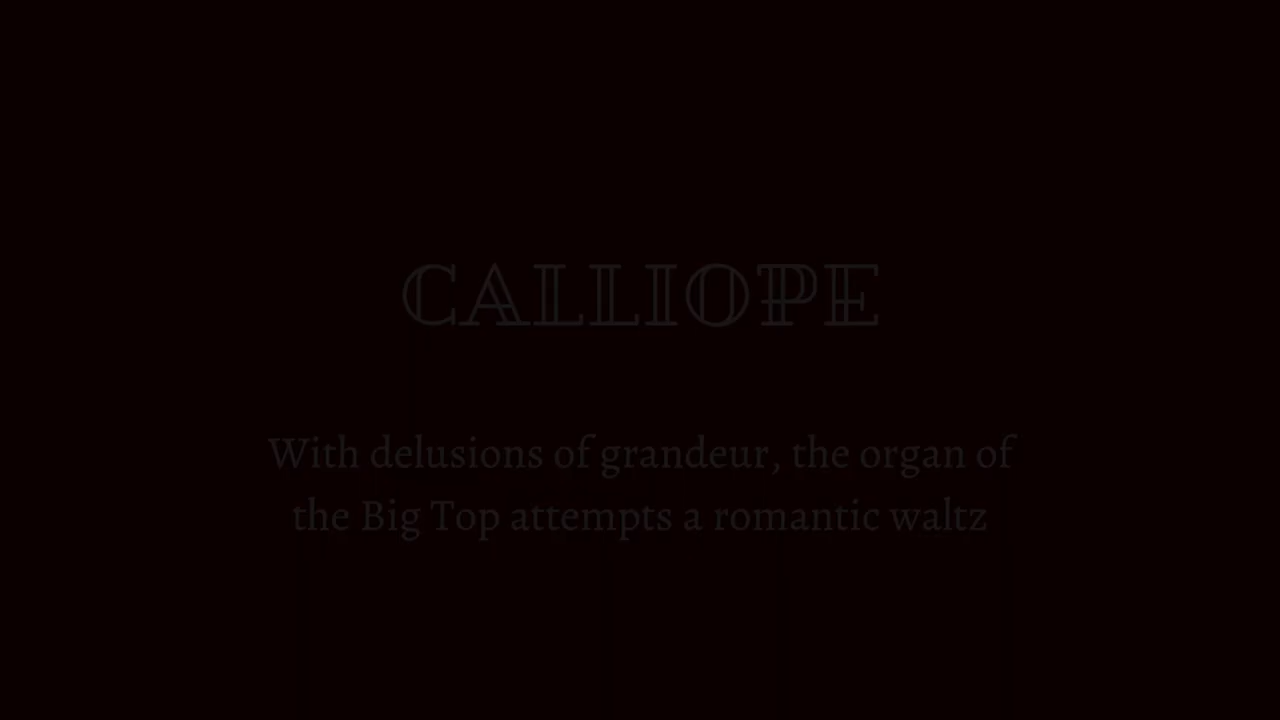 CALLIOPE
With delusions of grandeur, the organ of
the Big Top attempts a romantic waltz